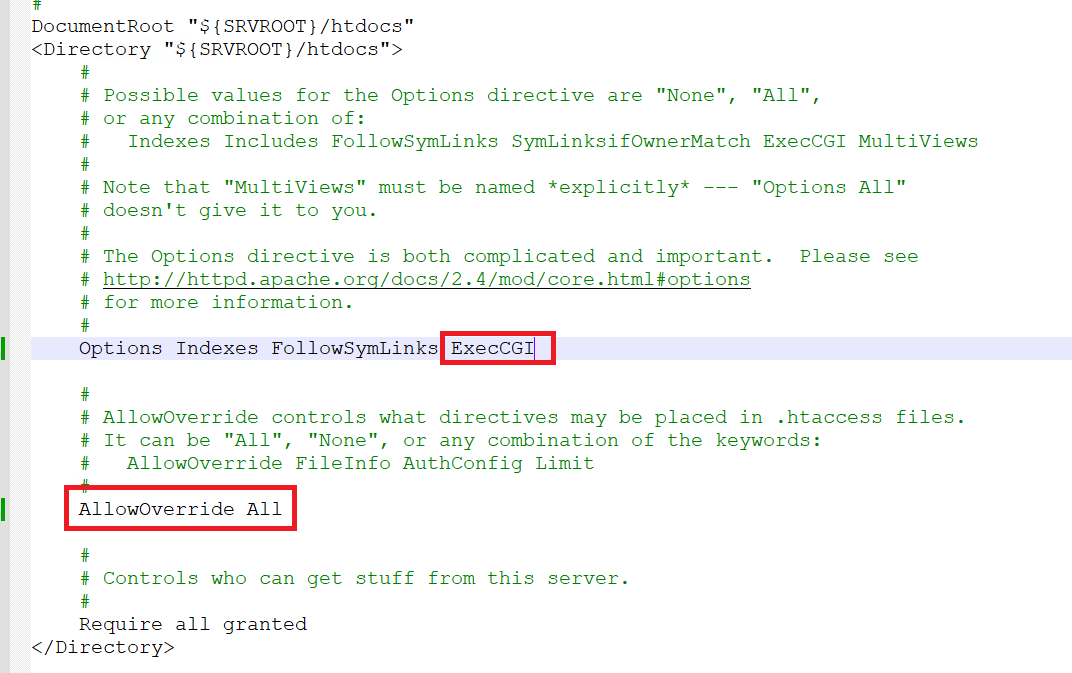 #
DocumentRoot "${SRVROOT}/htdocs"
<Directory "${SRVROOT}/htdocs">
#
# Possible values for the Options directive are "None", "All",
# or any combination of:
#   Indexes Includes FollowSymLinks SymLinksifOwnerMatch ExecCGI MultiViews
#
# Note that "MultiViews" must be named *explicitly* --- "Options All"
# doesn't give it to you.
#
# The Options directive is both complicated and important.  Please see
# http://httpd.apache.org/docs/2.4/mod/core.html#options
# for more information.
#
Options Indexes FollowSymLinks ExecCGI
#
# AllowOverride controls what directives may be placed in .htaccess files.
# It can be "All", "None", or any combination of the keywords:
#   AllowOverride FileInfo AuthConfig Limit
#
AllowOverride All
#
# Controls who can get stuff from this server.
#
Require all granted
</Directory>